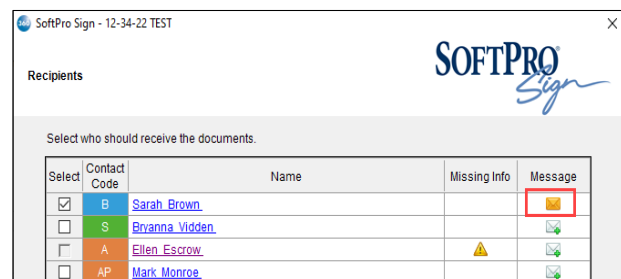 SoftPro Sign - 12-34-22 TEST
Recipients
SOFTPRO
Sign
Select who should receive the documents.
Select Contact Code Name Missing Info Message
B Sarah Brown
S Bryanna Vidden
A Ellen Escrow
AP Mark Monroe